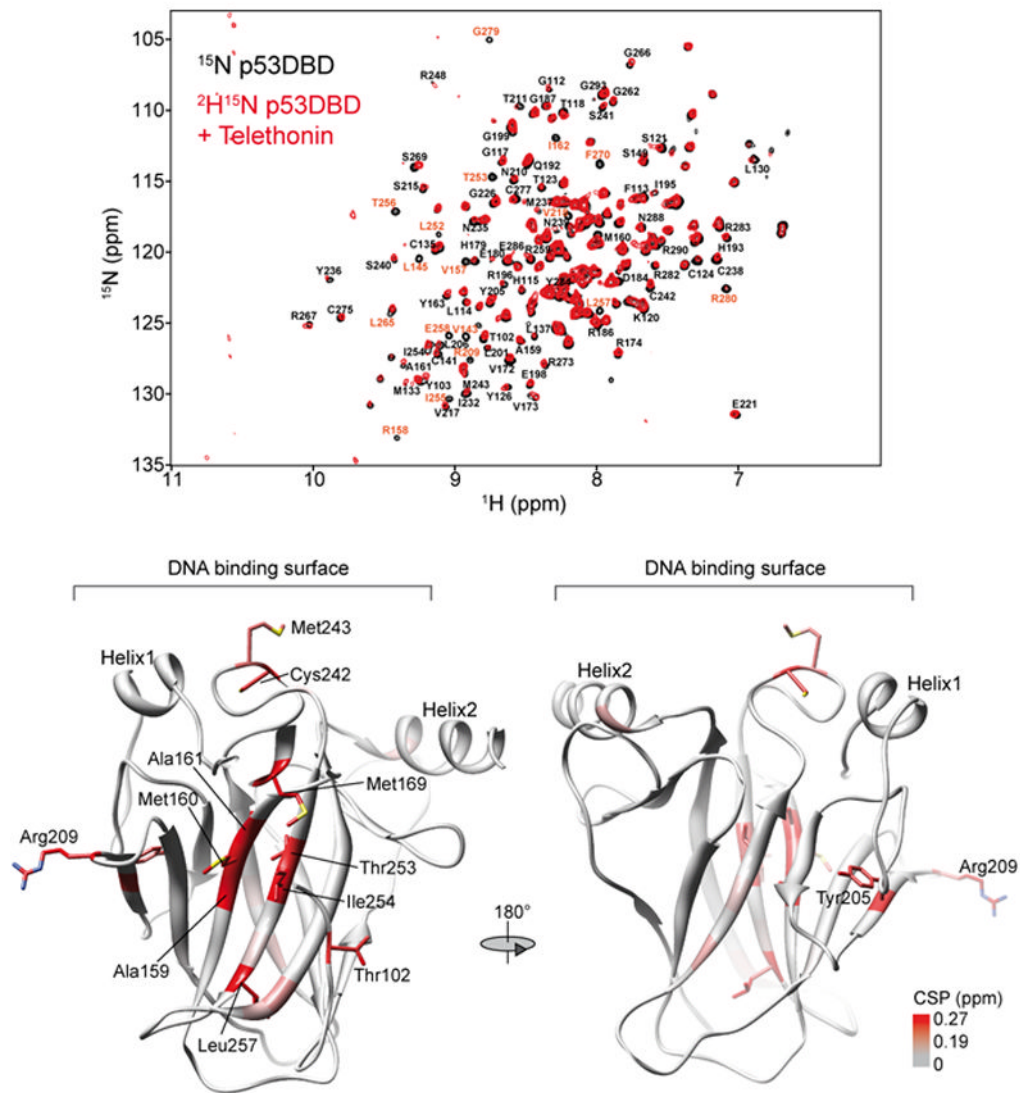 G279
105
¹⁵N p53DBD
G266
R248
G112
²H¹⁵N p53DBD
G293
G262
T211 G187
T118
110
S241
+ Telethonin
G199
I162
F270
S121
G117
Q192
S149
L130
S269
N210
T253
T123
I195
115
S215
C277
F113
G226
M237
T256
V218
N288
L252
N235
N239
R283
C135
H179
E286
R259
M160
R290
H193
120
S240
E180
L145
V157
R196
D184
R282
C124
C238
Y236
H115
Y205
Y234
L257
C242
R280
Y163
L114
C275
K120
R267
L265
E258 V143
T102
L137
R186
125
L206
I254
R209
L201
A159
R174
C141
V172
R273
A161
M133
Y103
M243
E198
I255
I232
Y126
130
V217
V173
E221
R158
135
11
10
9
8
7
¹⁵N (ppm)
¹H (ppm)
DNA binding surface
DNA binding surface
Met243
Helix1
Cys242
Helix2
Helix1
Helix2
Ala161
Met169
Met160
Arg209
Thr253
Arg209
Ile254
Tyr205
180°
Ala159
Thr102
CSP (ppm)
0.27
Leu257
0.19
0